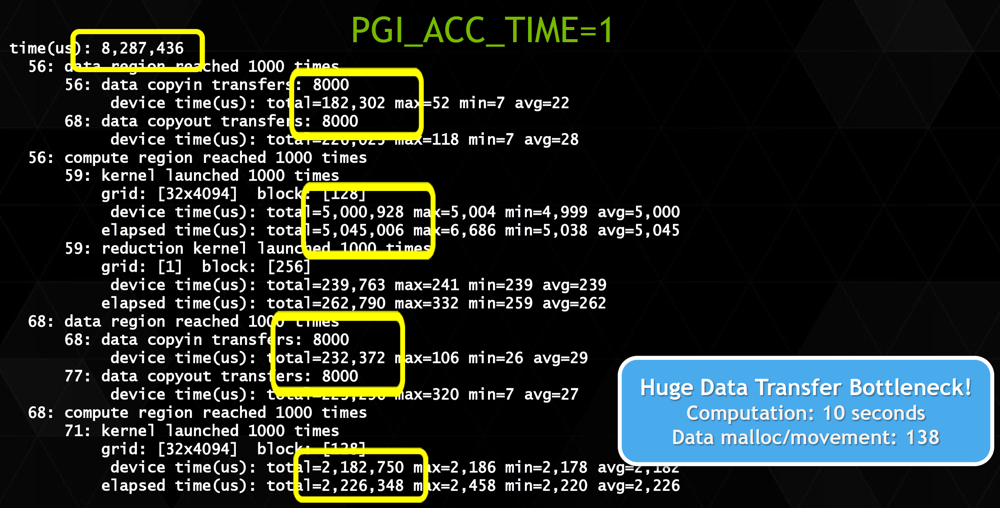 PGI_ACC_TIME=1
time(us): 8,287,436
56: data region reached 1000 times
56: data copyin transfers: 8000
device time(us): total=182,302 max=52 min=7 avg=22
68: data copyout transfers: 8000
device time(us): max=118 min=7 avg=28
56: compute region reached 1000 times
59: kernel launched 1000 times
grid: [32x4094] block: [128]
device time(us): total=5,000,928 max=5,004 min=4,999 avg=5,000
elapsed time(us): total=5,045,006 max=6,686 min=5,038 avg=5,045
59: reduction kernel launched 1000 times
grid: [1] block: [256]
device time(us): total=239,763 max=241 min=239 avg=239
elapsed time(us): total=262,790 max=332 min=259 avg=262
68: data region reached 1000 times
68: data copyin transfers: 8000
device time(us): total=232,372 max=106 min=26 avg=29
77: data copyout transfers: 8000
device time(us): max=320 min=7 avg=27
68: compute region reached 1000 times
71: kernel launched 1000 times
grid: [32x4094] block: [128]
device time(us): total=2,182,750 max=2,186 min=2,178 avg=2,182
elapsed time(us): total=2,226,348 max=2,458 min=2,220 avg=2,226
Huge Data Transfer Bottleneck!
Computation: 10 seconds
Data malloc/movement: 138